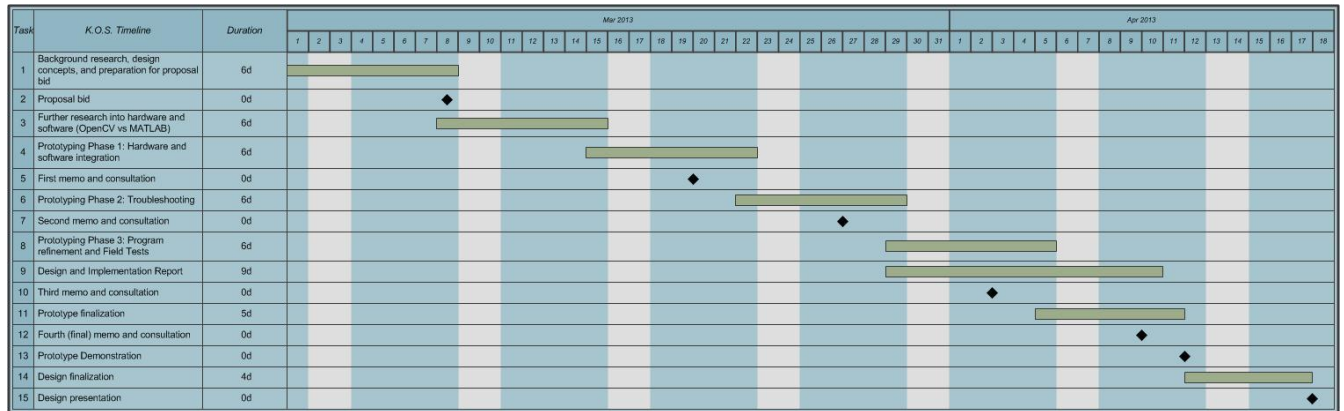 Task K.O.S. Timeline Duration Mar 2013 Apr 2013
1 2 3 4 5 6 7 8 9 10 11 12 13 14 15 16 17 18 19 20 21 22 23 24 25 26 27 28 29 30 31 1 2 3 4 5 6 7 8 9 10 11 12 13 14 15 16 17 18
1 Background research, design
concepts, and preparation for proposal
bid
6d
2 Proposal bid 0d
3 Further research into hardware and
software (OpenCV vs MATLAB)
6d
4 Prototyping Phase 1: Hardware and
software integration
6d
5 First memo and consultation 0d
6 Prototyping Phase 2: Troubleshooting 6d
7 Second memo and consultation 0d
8 Prototyping Phase 3: Program
refinement and Field Tests
6d
9 Design and Implementation Report 9d
10 Third memo and consultation 0d
11 Prototype finalization 5d
12 Fourth (final) memo and consultation 0d
13 Prototype Demonstration 0d
14 Design finalization 4d
15 Design presentation 0d